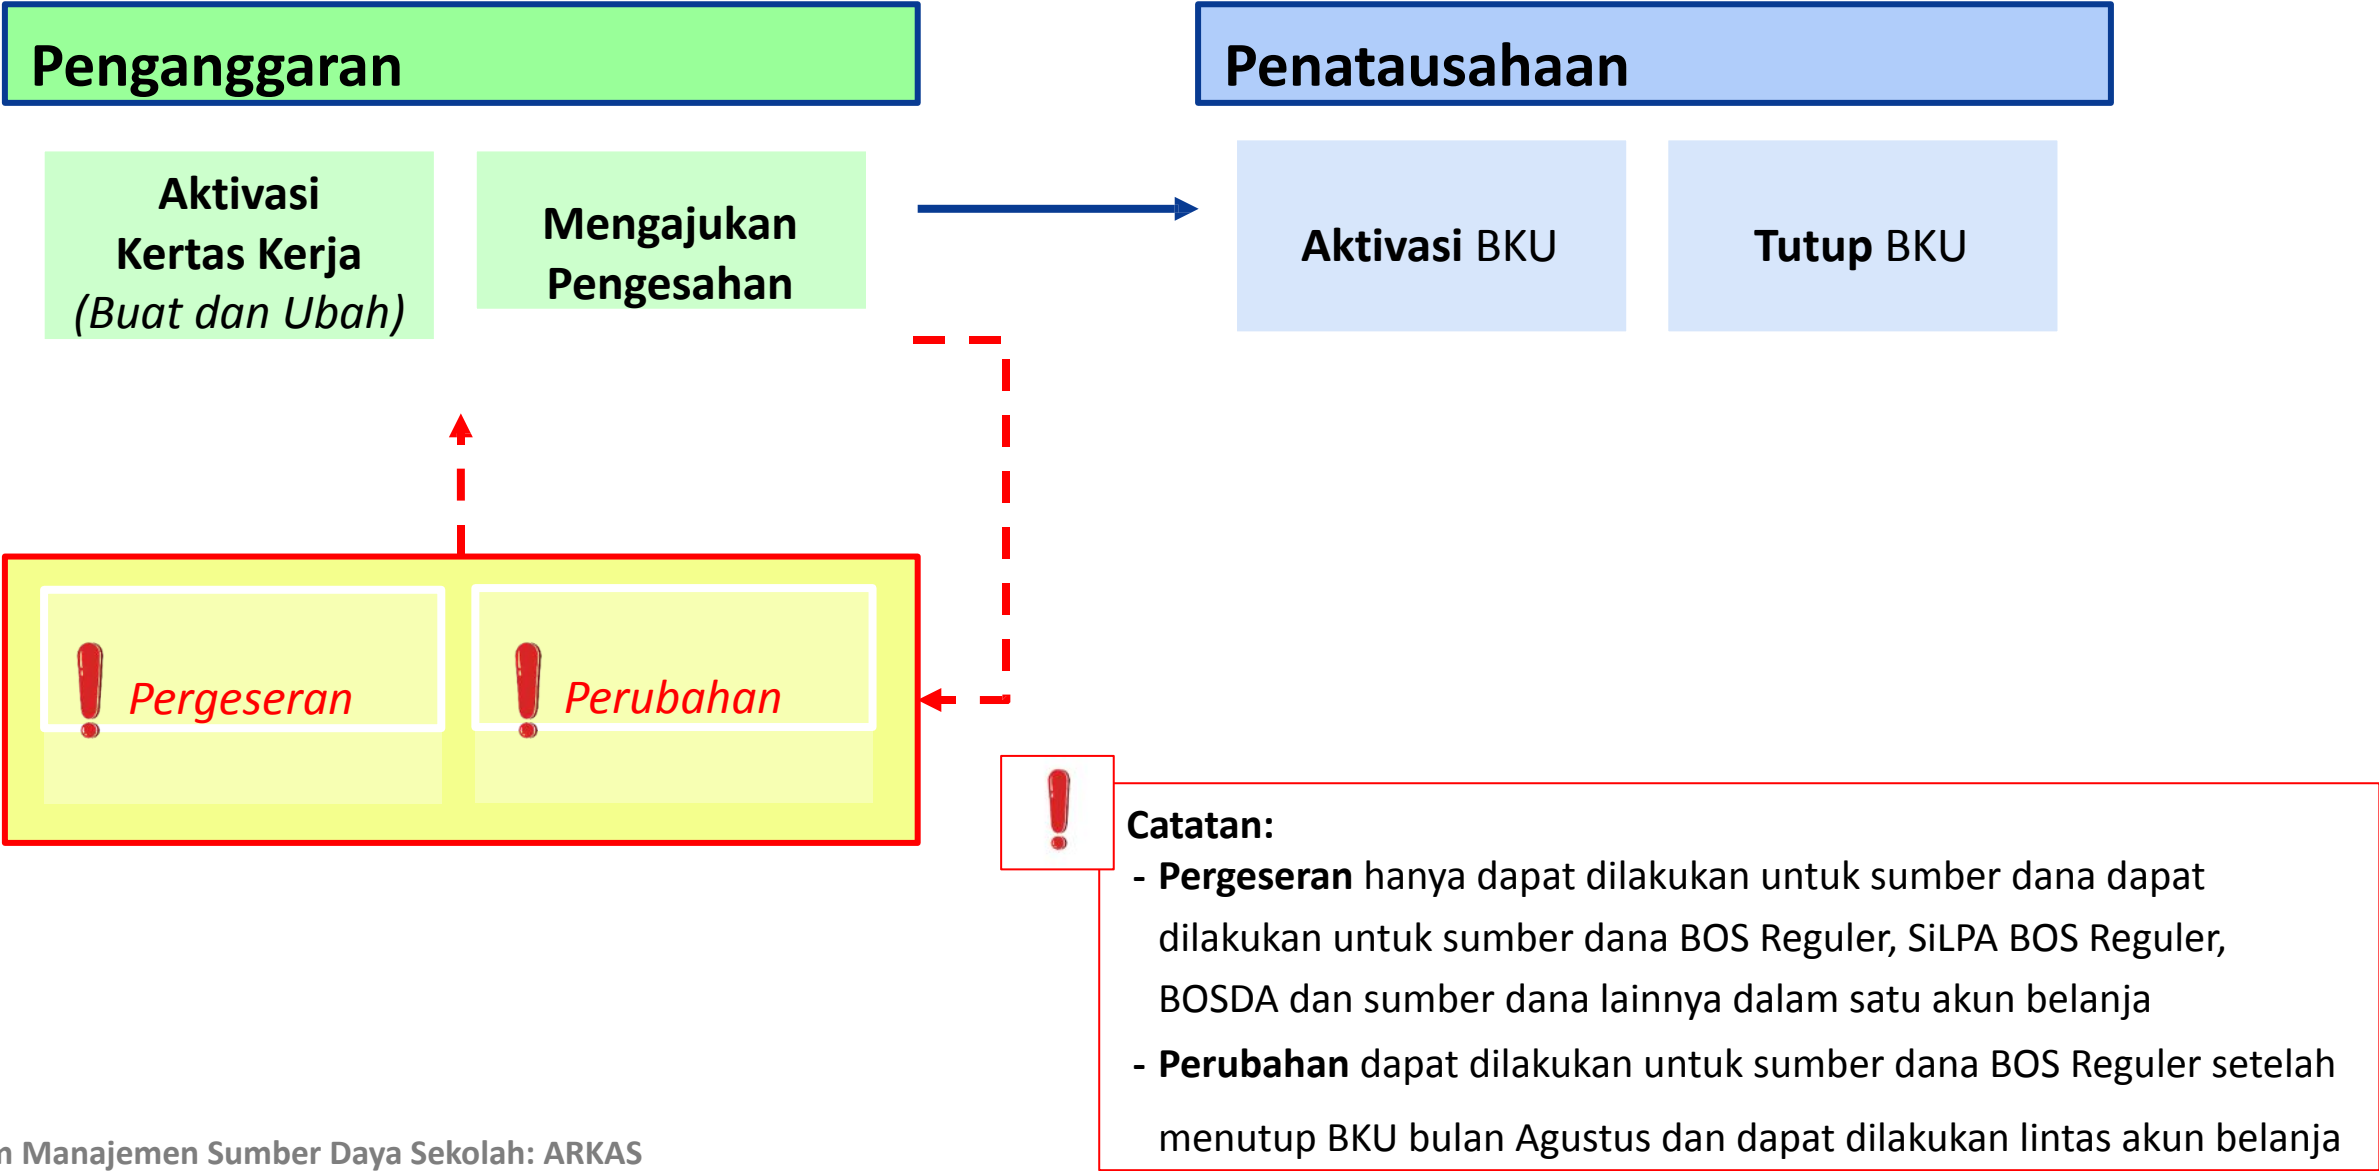 Penganggaran
Penatausahaan
Aktivasi
Kertas Kerja
(Buat dan Ubah)
Mengajukan
Pengesahan
Aktivasi BKU
Tutup BKU
Pergeseran
Perubahan
Catatan:
- Pergeseran hanya dapat dilakukan untuk sumber dana dapat
dilakukan untuk sumber dana BOS Reguler, SiLPA BOS Reguler,
BOSDA dan sumber dana lainnya dalam satu akun belanja
- Perubahan dapat dilakukan untuk sumber dana BOS Reguler setelah
menutup BKU bulan Agustus dan dapat dilakukan lintas akun belanja
Manajemen Sumber Daya Sekolah: ARKAS